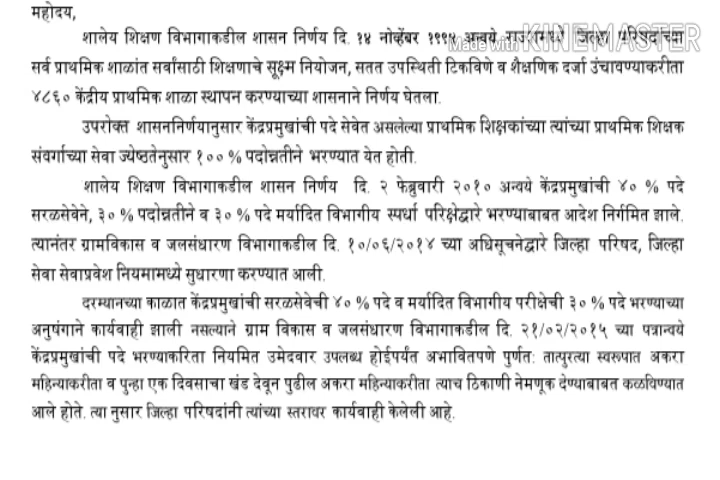 महोदय,
शालेय शिक्षण विभागाकडील शासन निर्णय दि. १४ नोव्हेंबर १९९४ अन्वये राज्यामध्ये जिल्हा परिषदांच्या
Made with KINEMASTER
सर्व प्राथमिक शाळांत सर्वांसाठी शिक्षणाचे सूक्ष्म नियोजन, सतत उपस्थिती टिकविणे व शैक्षणिक दर्जा उंचावण्याकरीता
४८६० केंद्रीय प्राथमिक शाळा स्थापन करण्याच्या शासनाने निर्णय घेतला.
उपरोक्त शासननिर्णयानुसार केंद्रप्रमुखांची पदे सेवेत असलेल्या प्राथमिक शिक्षकांच्या त्यांच्या प्राथमिक शिक्षक
संवर्गाच्या सेवा ज्येष्ठतेनुसार १०० % पदोन्नतीने भरण्यात येत होती.
शालेय शिक्षण विभागाकडील शासन निर्णय दि. २ फेब्रुवारी २०१० अन्वये केंद्रप्रमुखांची ४० % पदे
सरळसेवेने, ३० % पदोन्नतीने व ३० % पदे मर्यादित विभागीय स्पर्धा परिक्षेद्वारे भरण्याबाबत आदेश निर्गमित झाले.
त्यानंतर ग्रामविकास व जलसंधारण विभागाकडील दि. १०/०६/२०१४ च्या अधिसूचनेद्वारे जिल्हा परिषद, जिल्हा
सेवा सेवाप्रवेश नियमामध्ये सुधारणा करण्यात आली.
दरम्यानच्या काळात केंद्रप्रमुखांची सरळसेवेची ४० % पदे व मर्यादित विभागीय परीक्षेची ३० % पदे भरण्याच्या
अनुषंगाने कार्यवाही झाली नसल्याने ग्राम विकास व जलसंधारण विभागाकडील दि. २१/०२/२०१५ च्या पत्रान्वये
केंद्रप्रमुखांची पदे भरण्याकरिता नियमित उमेदवार उपलब्ध होईपर्यंत अभावितपणे पुर्णत: तात्पुरत्या स्वरूपात अकरा
महिन्याकरीता व पुन्हा एक दिवसाचा खंड देवून पुढील अकरा महिन्याकरीता त्याच ठिकाणी नेमणूक देण्याबाबत कळविण्यात
आले होते. त्या नुसार जिल्हा परिषदांनी त्यांच्या स्तरावर कार्यवाही केलेली आहे.